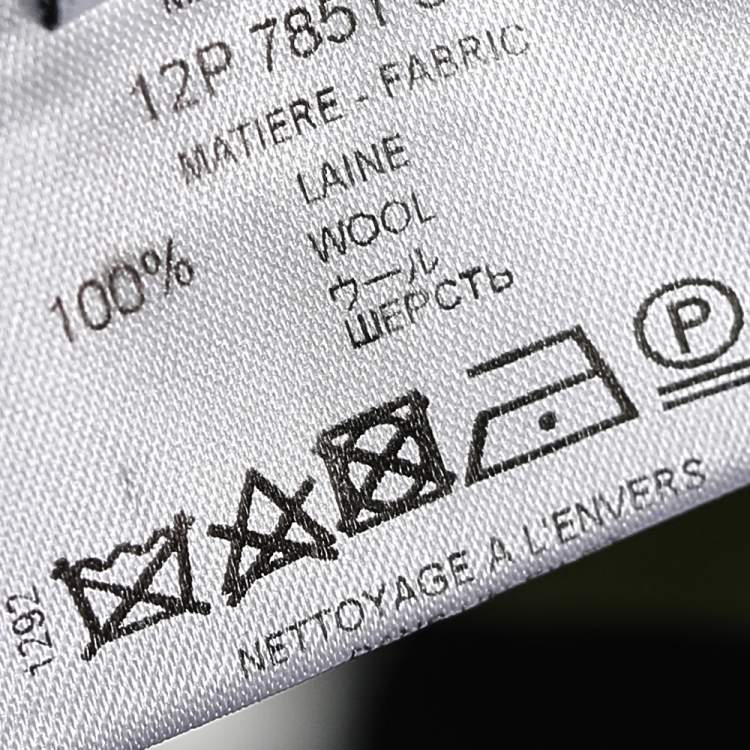 12P 7851
MATIERE - FABRIC
LAINE
WOOL
100%
ウール
ШЕРСТЬ
P
NETTOYAGE A L'ENVERS
1292